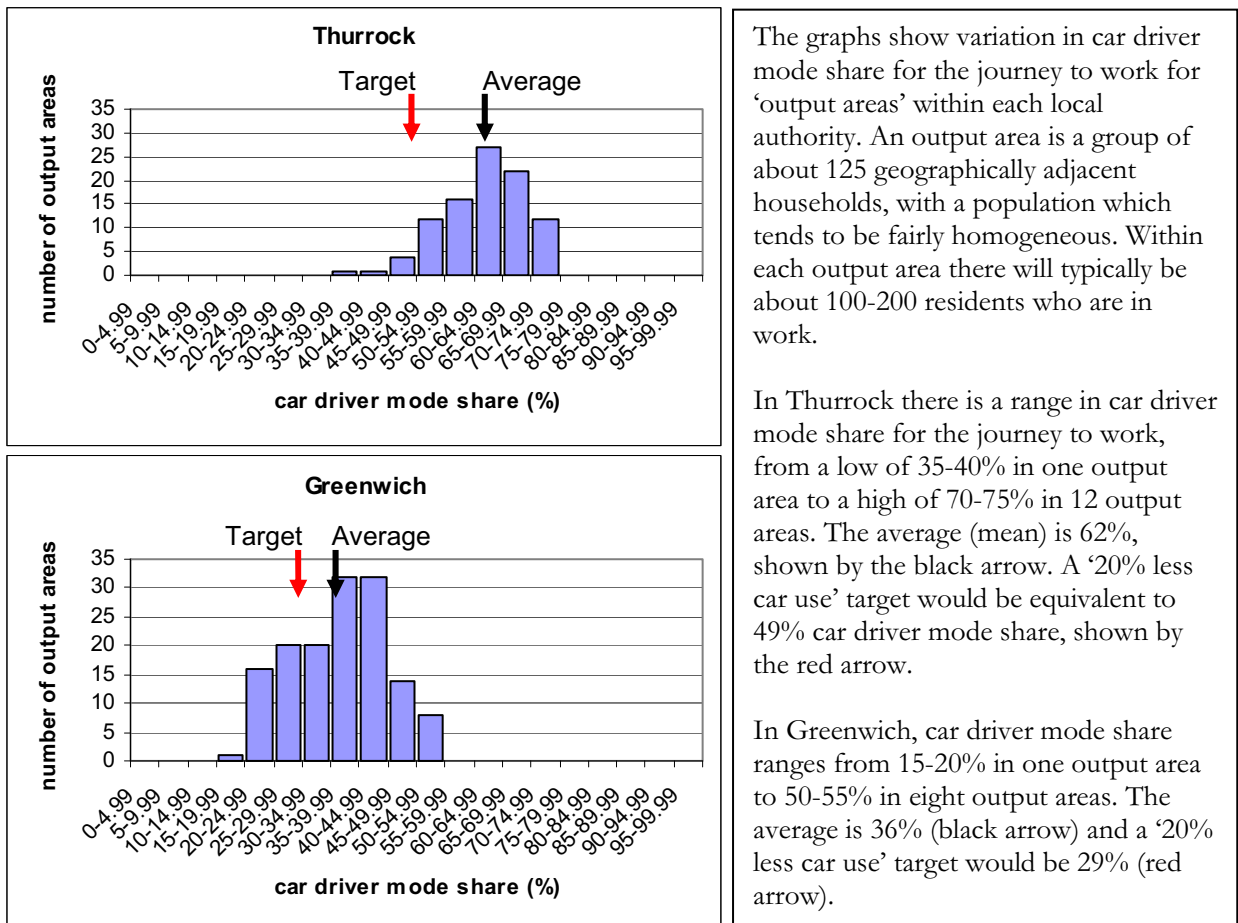 Thurrock
Target Average
number of output areas
35
30
25
20
15
10
5
0
0-4.99
5-9.99
10-14.99
15-19.99
20-24.99
25-29.99
30-34.99
35-39.99
40-44.99
45-49.99
50-54.99
55-59.99
60-64.99
65-69.99
70-74.99
75-79.99
80-84.99
85-89.99
90-94.99
95-99.99
car driver mode share (%)
Greenwich
Target Average
number of output areas
35
30
25
20
15
10
5
0
0-4.99
5-9.99
10-14.99
15-19.99
20-24.99
25-29.99
30-34.99
35-39.99
40-44.99
45-49.99
50-54.99
55-59.99
60-64.99
65-69.99
70-74.99
75-79.99
80-84.99
85-89.99
90-94.99
95-99.99
car driver mode share (%)
The graphs show variation in car driver
mode share for the journey to work for
‘output areas’ within each local
authority. An output area is a group of
about 125 geographically adjacent
households, with a population which
tends to be fairly homogeneous. Within
each output area there will typically be
about 100-200 residents who are in
work.
In Thurrock there is a range in car driver
mode share for the journey to work,
from a low of 35-40% in one output
area to a high of 70-75% in 12 output
areas. The average (mean) is 62%,
shown by the black arrow. A ‘20% less
car use’ target would be equivalent to
49% car driver mode share, shown by
the red arrow.
In Greenwich, car driver mode share
ranges from 15-20% in one output area
to 50-55% in eight output areas. The
average is 36% (black arrow) and a ‘20%
less car use’ target would be 29% (red
arrow).